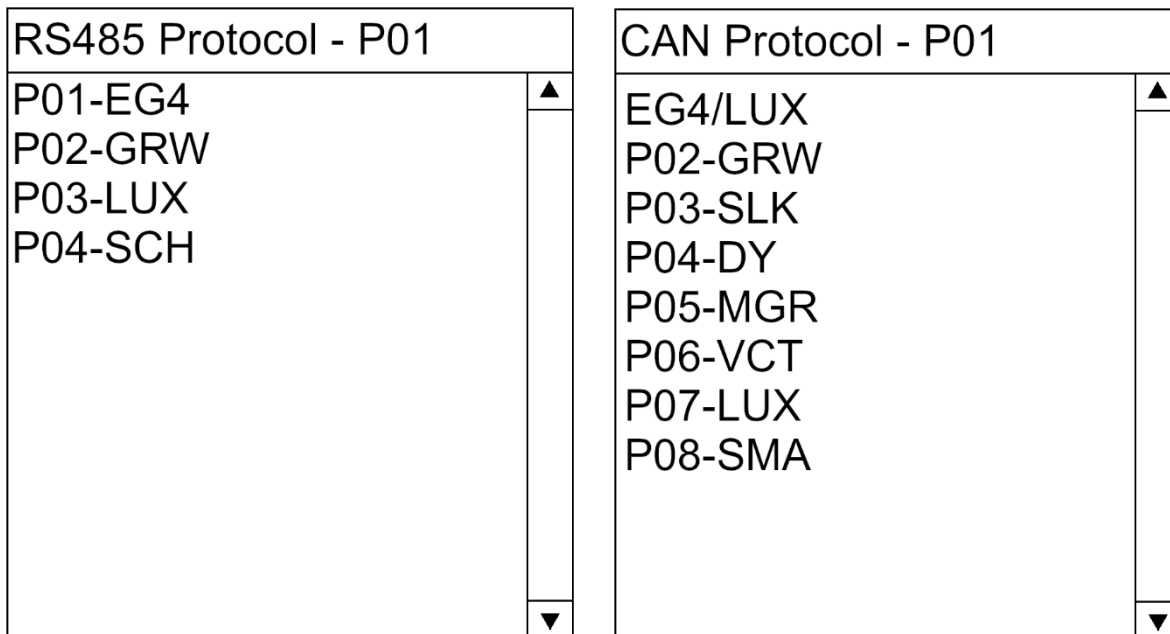 RS485 Protocol - P01
P01-EG4
P02-GRW
P03-LUX
P04-SCH
CAN Protocol - P01
EG4/LUX
P02-GRW
P03-SLK
P04-DY
P05-MGR
P06-VCT
P07-LUX
P08-SMA